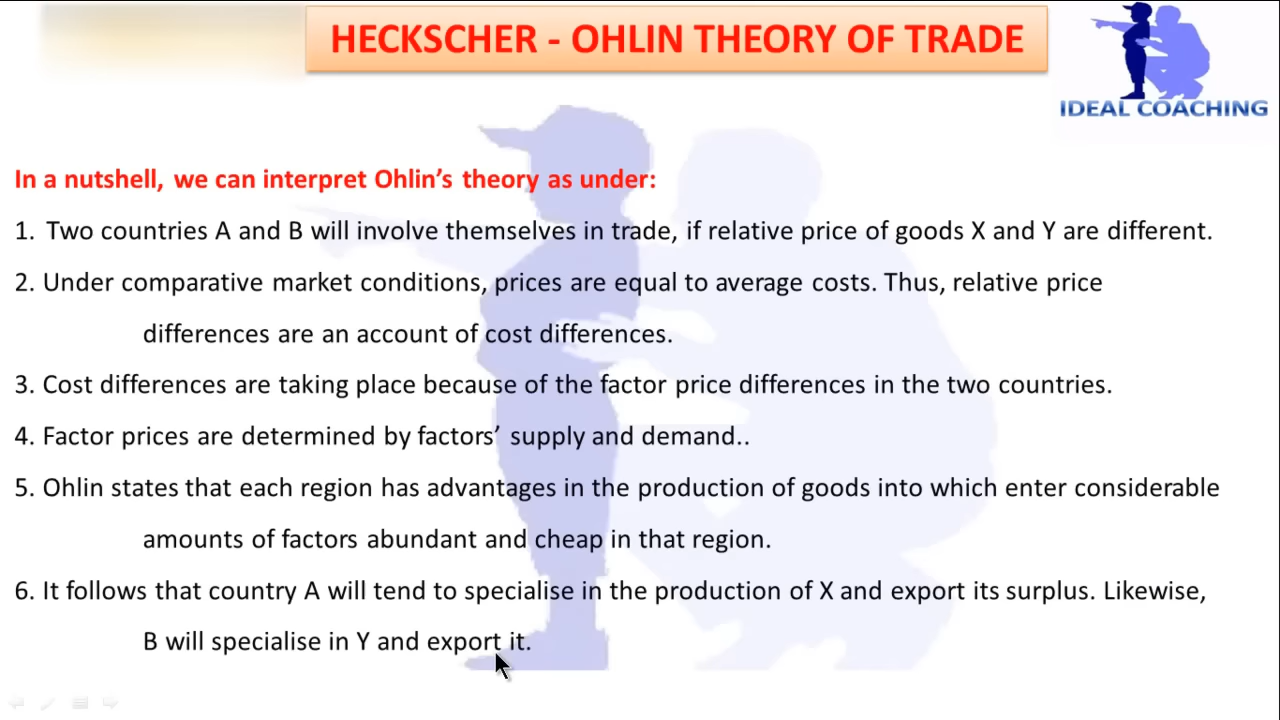 HECKSCHER - OHLIN THEORY OF TRADE
IDEAL COACHING
In a nutshell, we can interpret Ohlin’s theory as under:
1. Two countries A and B will involve themselves in trade, if relative price of goods X and Y are different.
2. Under comparative market conditions, prices are equal to average costs. Thus, relative price
differences are an account of cost differences.
3. Cost differences are taking place because of the factor price differences in the two countries.
4. Factor prices are determined by factors’ supply and demand..
5. Ohlin states that each region has advantages in the production of goods into which enter considerable
amounts of factors abundant and cheap in that region.
6. It follows that country A will tend to specialise in the production of X and export its surplus. Likewise,
B will specialise in Y and export it.